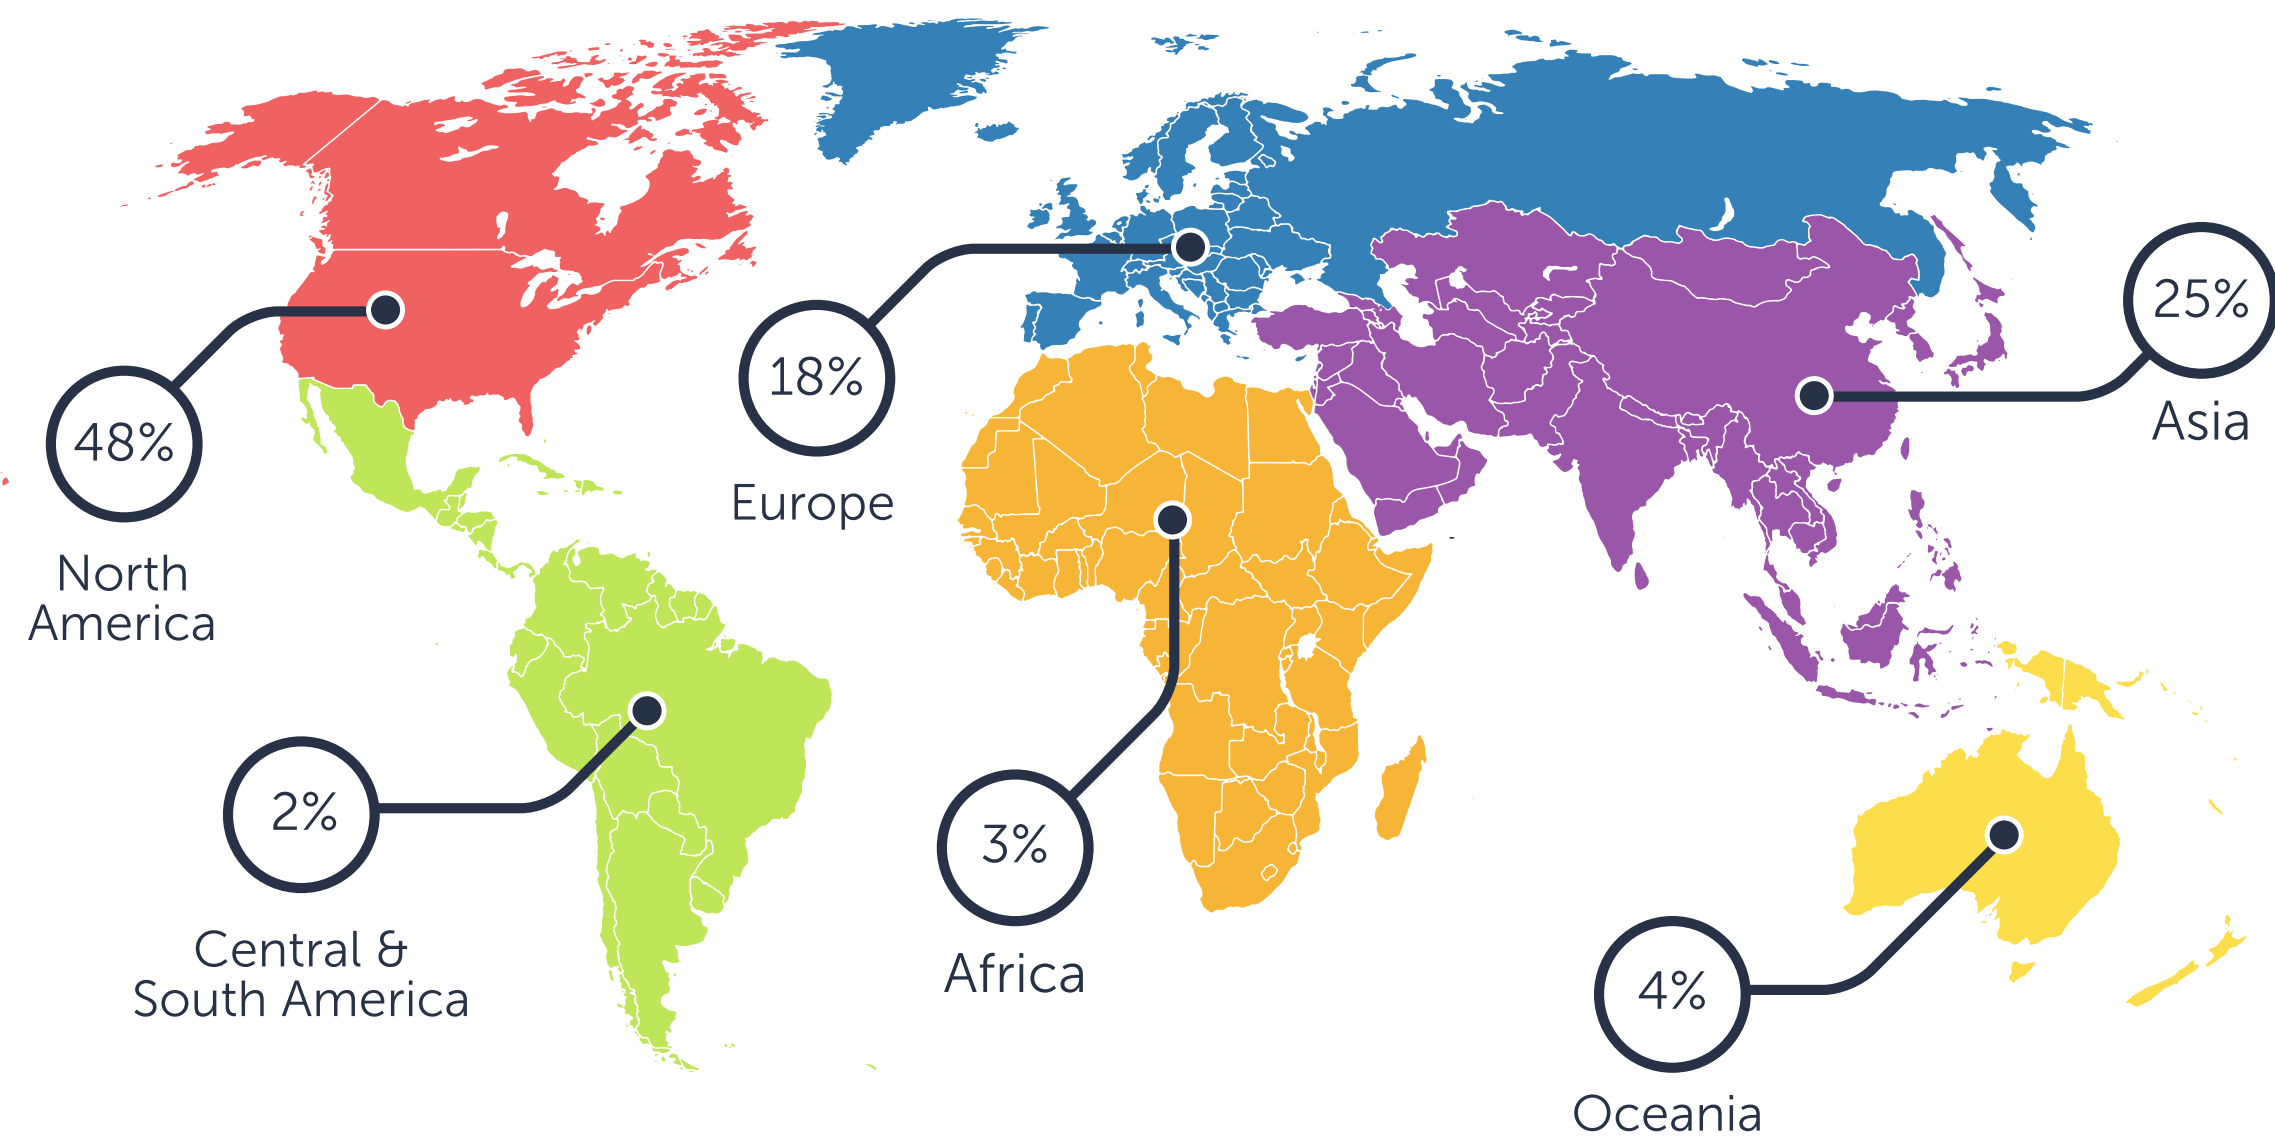 48%
North
America
18%
Europe
25%
Asia
2%
Central &
South America
3%
Africa
4%
Oceania